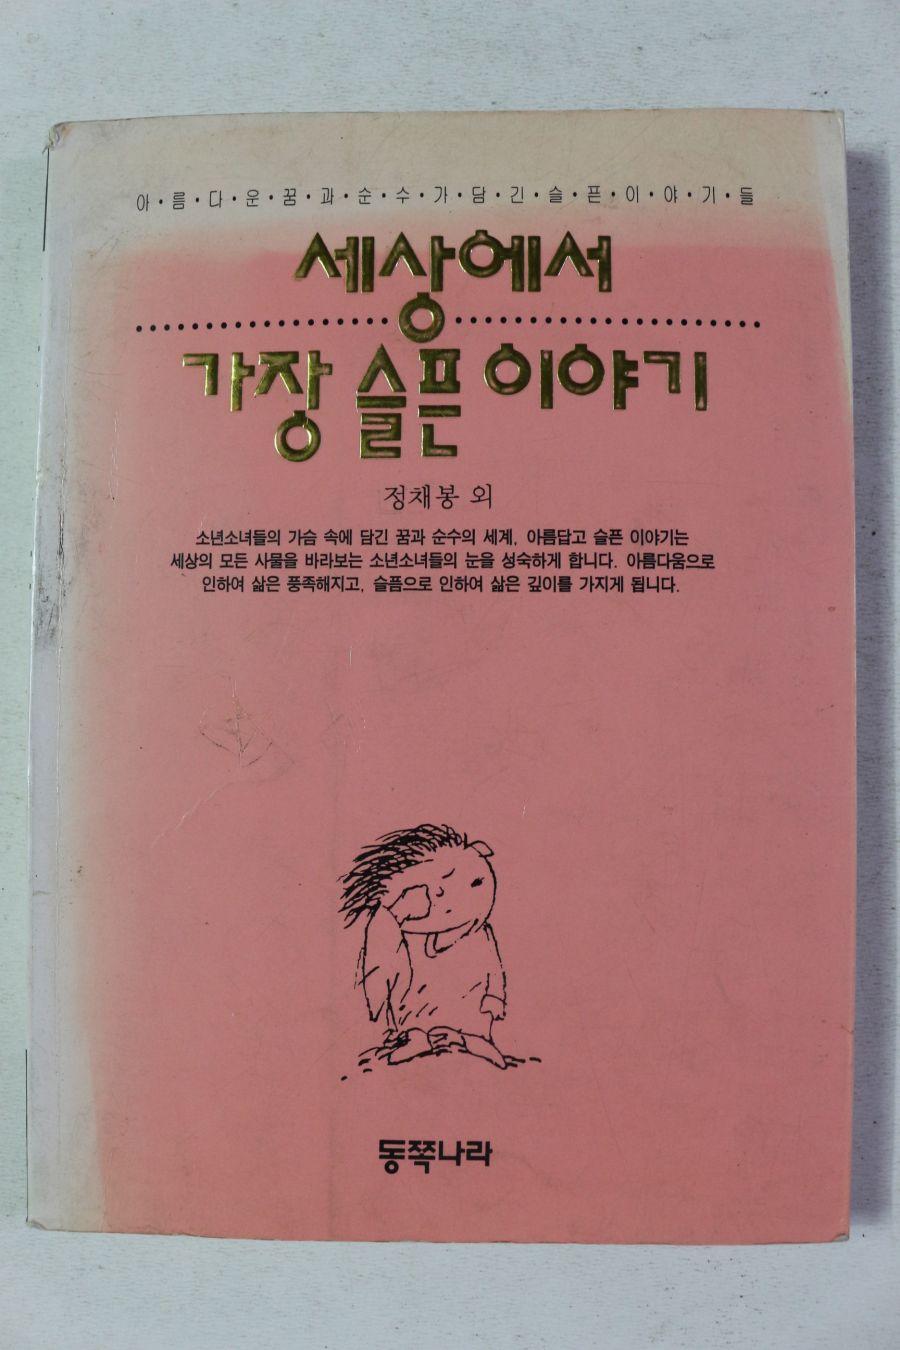 아·름·다·운·꿈·과·순·수·가·담·긴·슬·픈·이·야·기·들
세상에서
가장 슬픈 이야기
정채봉 외
소년소녀들의 가슴 속에 담긴 꿈과 순수의 세계, 아름답고 슬픈 이야기는
세상의 모든 사물을 바라보는 소년소녀들의 눈을 성숙하게 합니다. 아름다움으로
인하여 삶은 풍족해지고, 슬픔으로 인하여 삶은 깊이를 가지게 됩니다.
동쪽나라